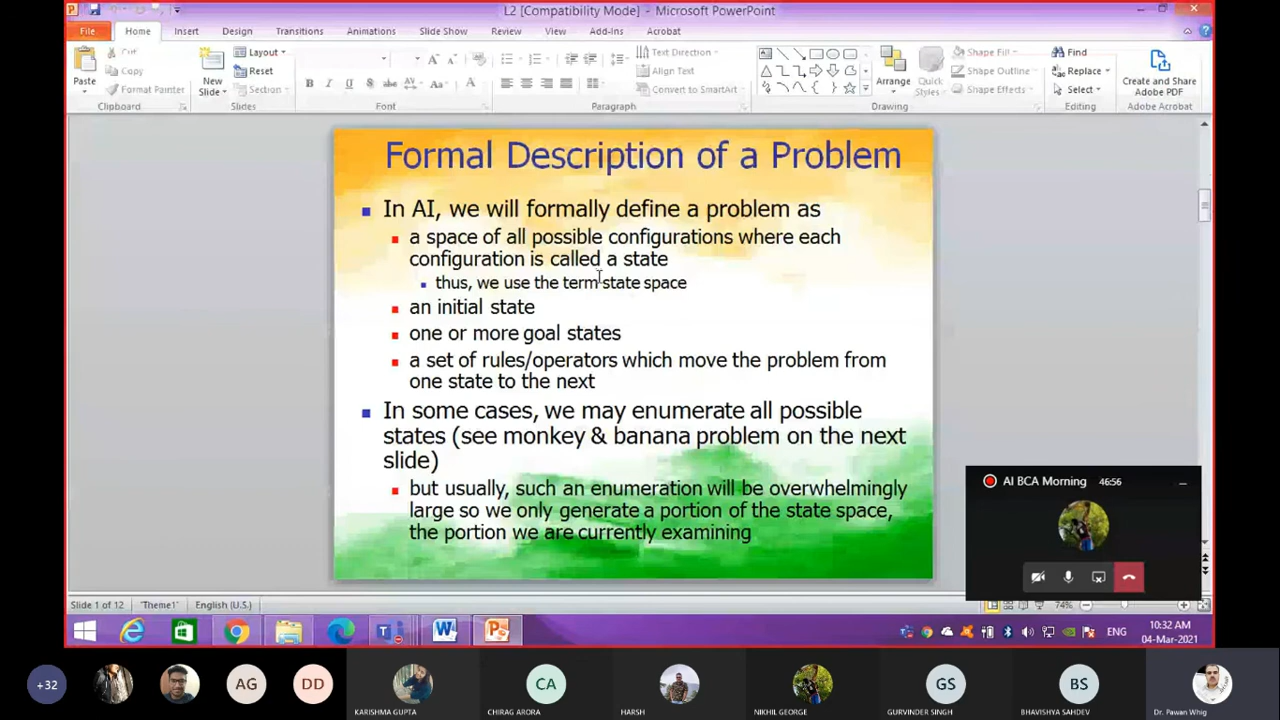 L2 [Compatibility Mode] - Microsoft PowerPoint
File Home Insert Design Transitions Animations Slide Show Review View Add-Ins Acrobat
Paste
Cut
Copy
Format Painter
Clipboard
New Slide
Layout
Reset
Section
Slides
Font
Text Direction
Align Text
Convert to SmartArt
Paragraph
Arrange
Quick Styles
Shape Fill
Shape Outline
Shape Effects
Drawing
Find
Replace
Select
Editing
Create and Share
Adobe PDF
Adobe Acrobat
Formal Description of a Problem
In AI, we will formally define a problem as
a space of all possible configurations where each
configuration is called a state
thus, we use the term state space
an initial state
one or more goal states
a set of rules/operators which move the problem from
one state to the next
In some cases, we may enumerate all possible
states (see monkey & banana problem on the next
slide)
but usually, such an enumeration will be overwhelmingly
large so we only generate a portion of the state space,
the portion we are currently examining
AI BCA Morning 46:56
Slide 1 of 12 "Theme1" English (U.S.) 74%
ENG
10:32 AM
04-Mar-2021
+32 AG DD CA GS BS
KARISHMA GUPTA CHIRAG ARORA HARSH NIKHIL GEORGE GURVINDER SINGH BHAVISHYA SAHDEV Dr. Pawan Whig